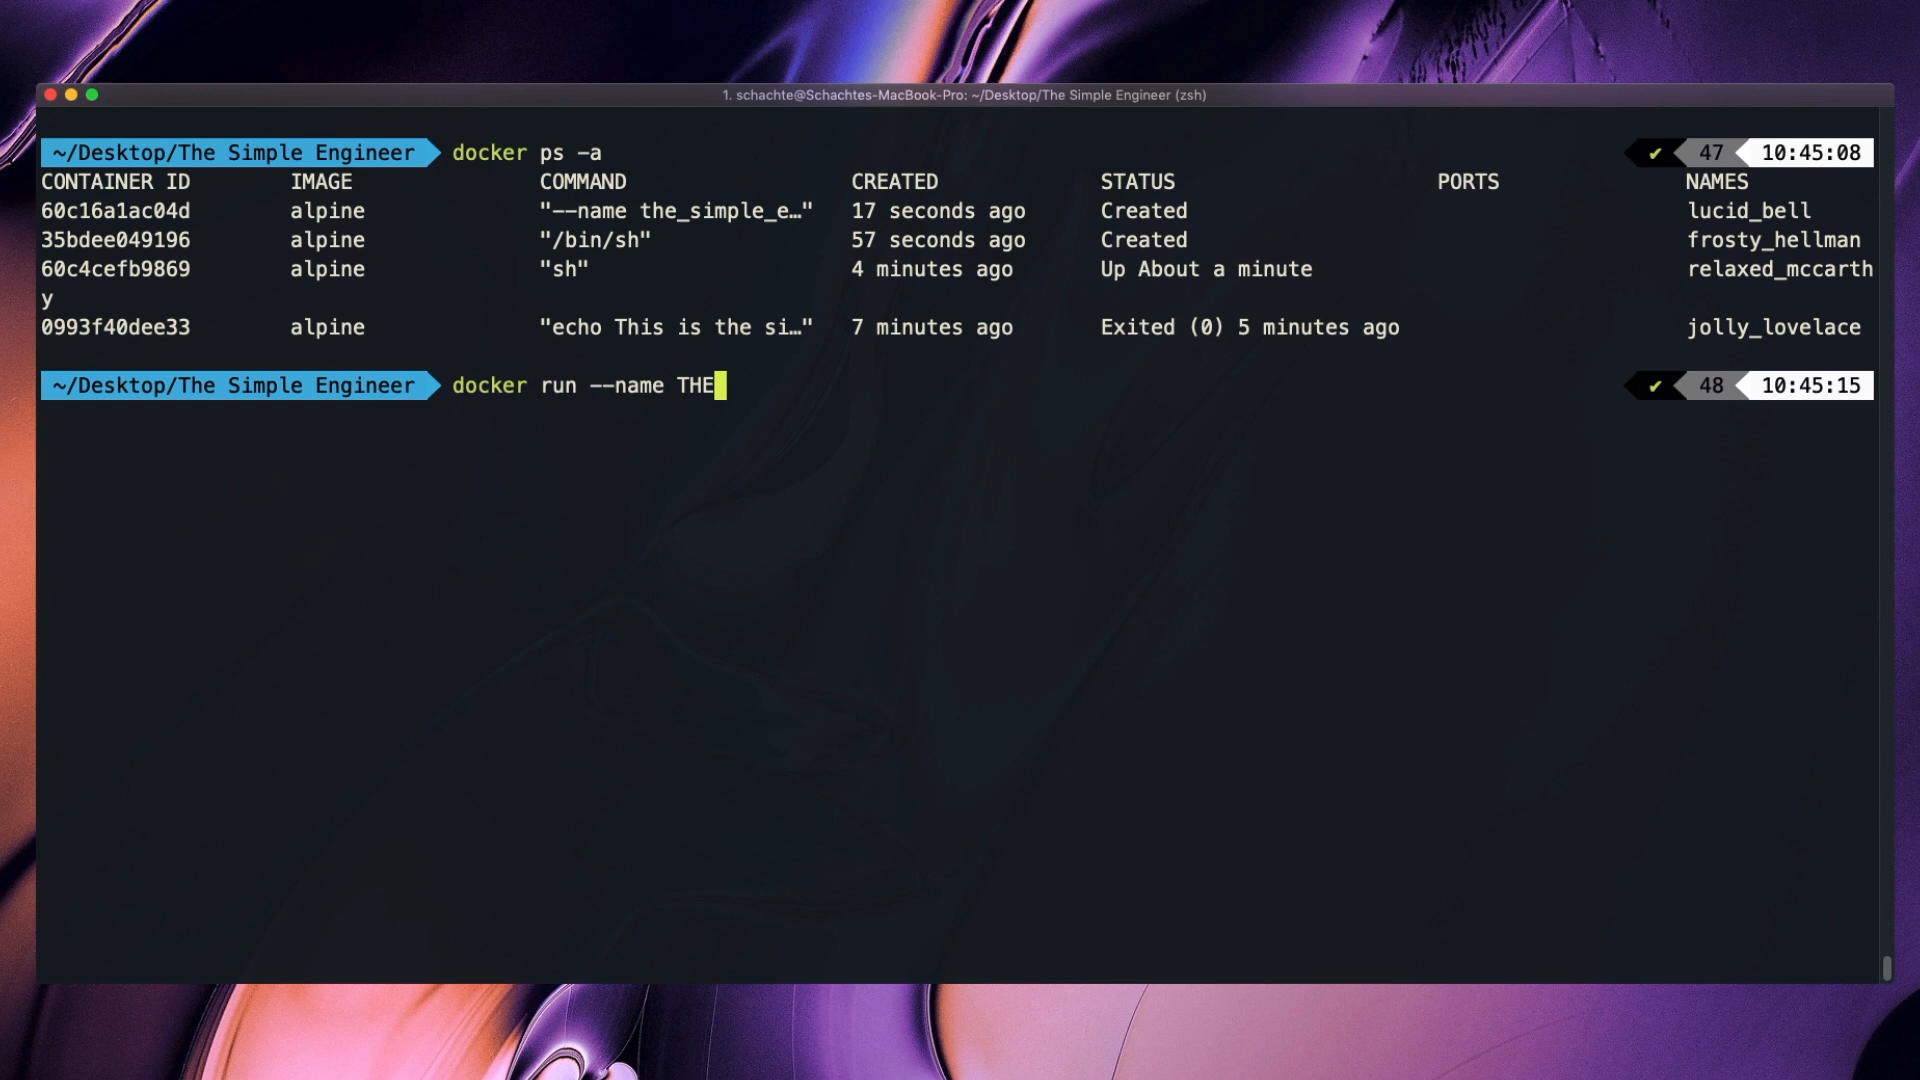 1. schachte@Schachtes-MacBook-Pro: ~/Desktop/The Simple Engineer (zsh)
~/Desktop/The Simple Engineer docker ps -a ✔ 47 10:45:08
CONTAINER ID IMAGE COMMAND CREATED STATUS PORTS NAMES
60c16a1ac04d alpine "--name the_simple_e…" 17 seconds ago Created lucid_bell
35bdee049196 alpine "/bin/sh" 57 seconds ago Created frosty_hellman
60c4cefb9869 alpine "sh" 4 minutes ago Up About a minute relaxed_mccarth
y
0993f40dee33 alpine "echo This is the si…" 7 minutes ago Exited (0) 5 minutes ago jolly_lovelace
~/Desktop/The Simple Engineer docker run --name THE ✔ 48 10:45:15